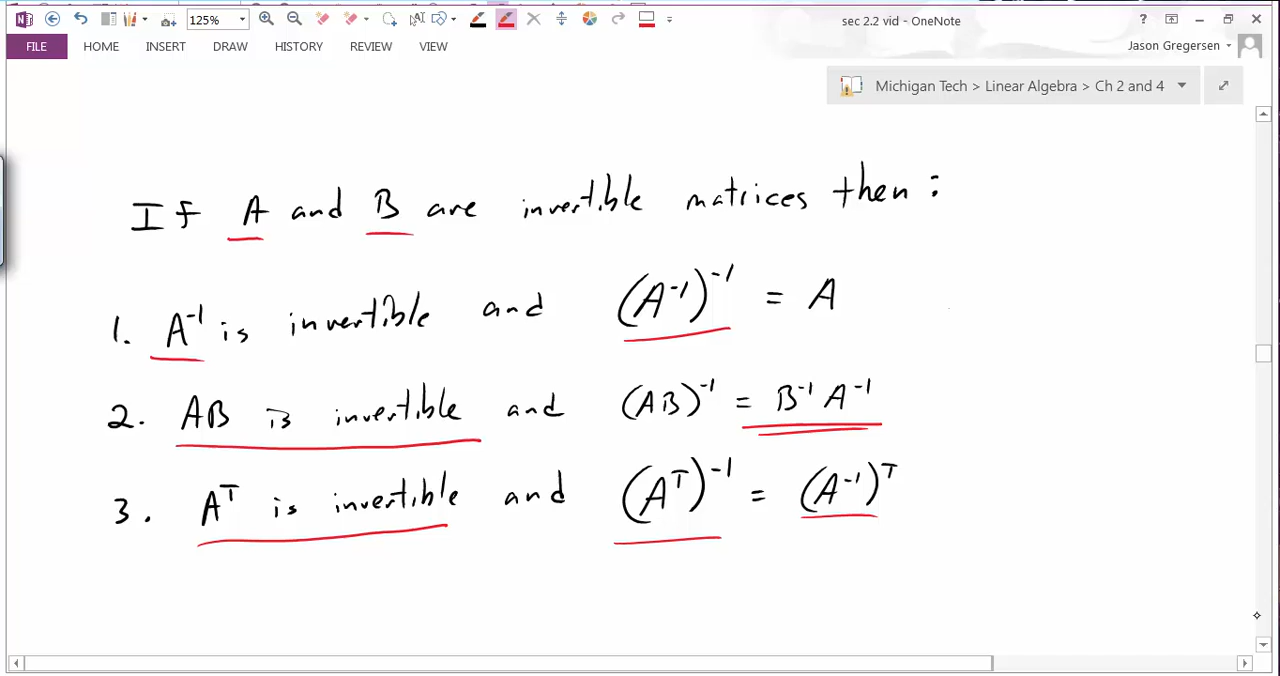 125%
sec 2.2 vid - OneNote
?
FILE HOME INSERT DRAW HISTORY REVIEW VIEW
Jason Gregersen
Michigan Tech > Linear Algebra > Ch 2 and 4
If A and B are invertible matrices then :
1. A⁻¹ is invertible and (A⁻¹)⁻¹ = A
2. AB is invertible and (AB)⁻¹ = B⁻¹ A⁻¹
3. Aᵀ is invertible and (Aᵀ)⁻¹ = (A⁻¹)ᵀ